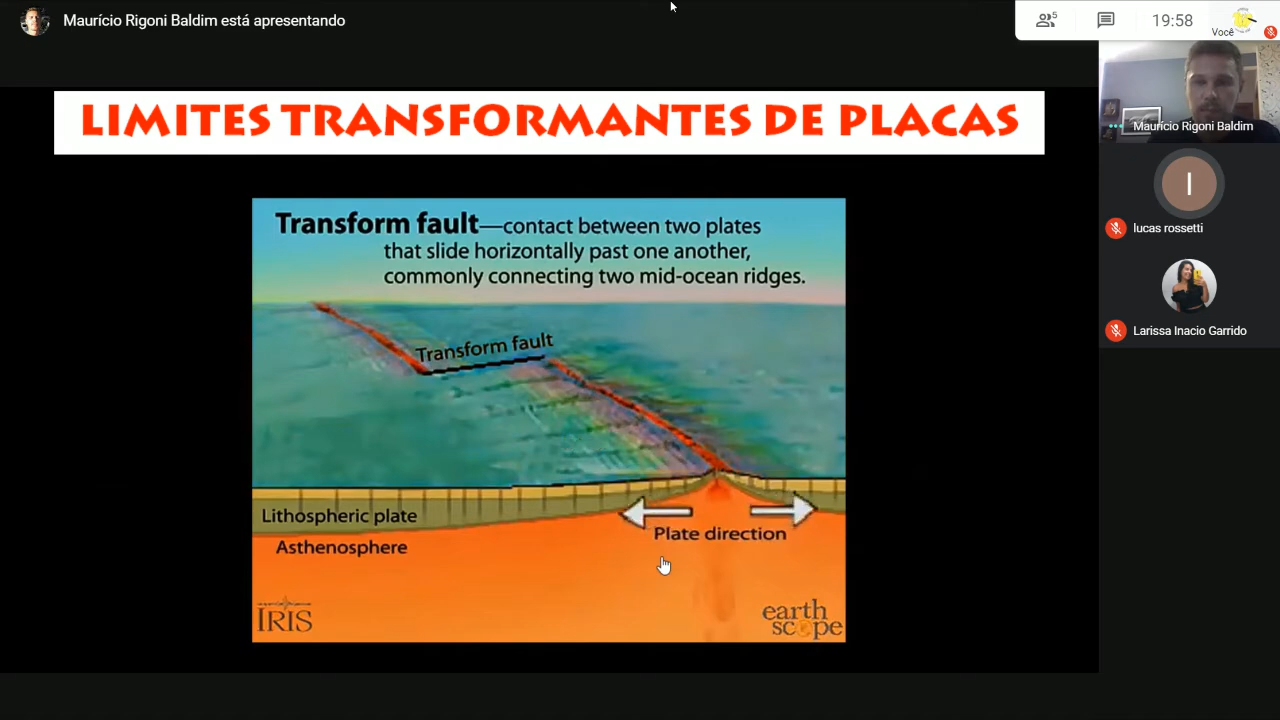 Maurício Rigoni Baldim está apresentando
5
19:58
Você
LIMITES TRANSFORMANTES DE PLACAS
Maurício Rigoni Baldim
Transform fault—contact between two plates
that slide horizontally past one another,
commonly connecting two mid-ocean ridges.
I
lucas rossetti
Larissa Inacio Garrido
Transform fault
Lithospheric plate
Plate direction
Asthenosphere
IRIS
earth
scope